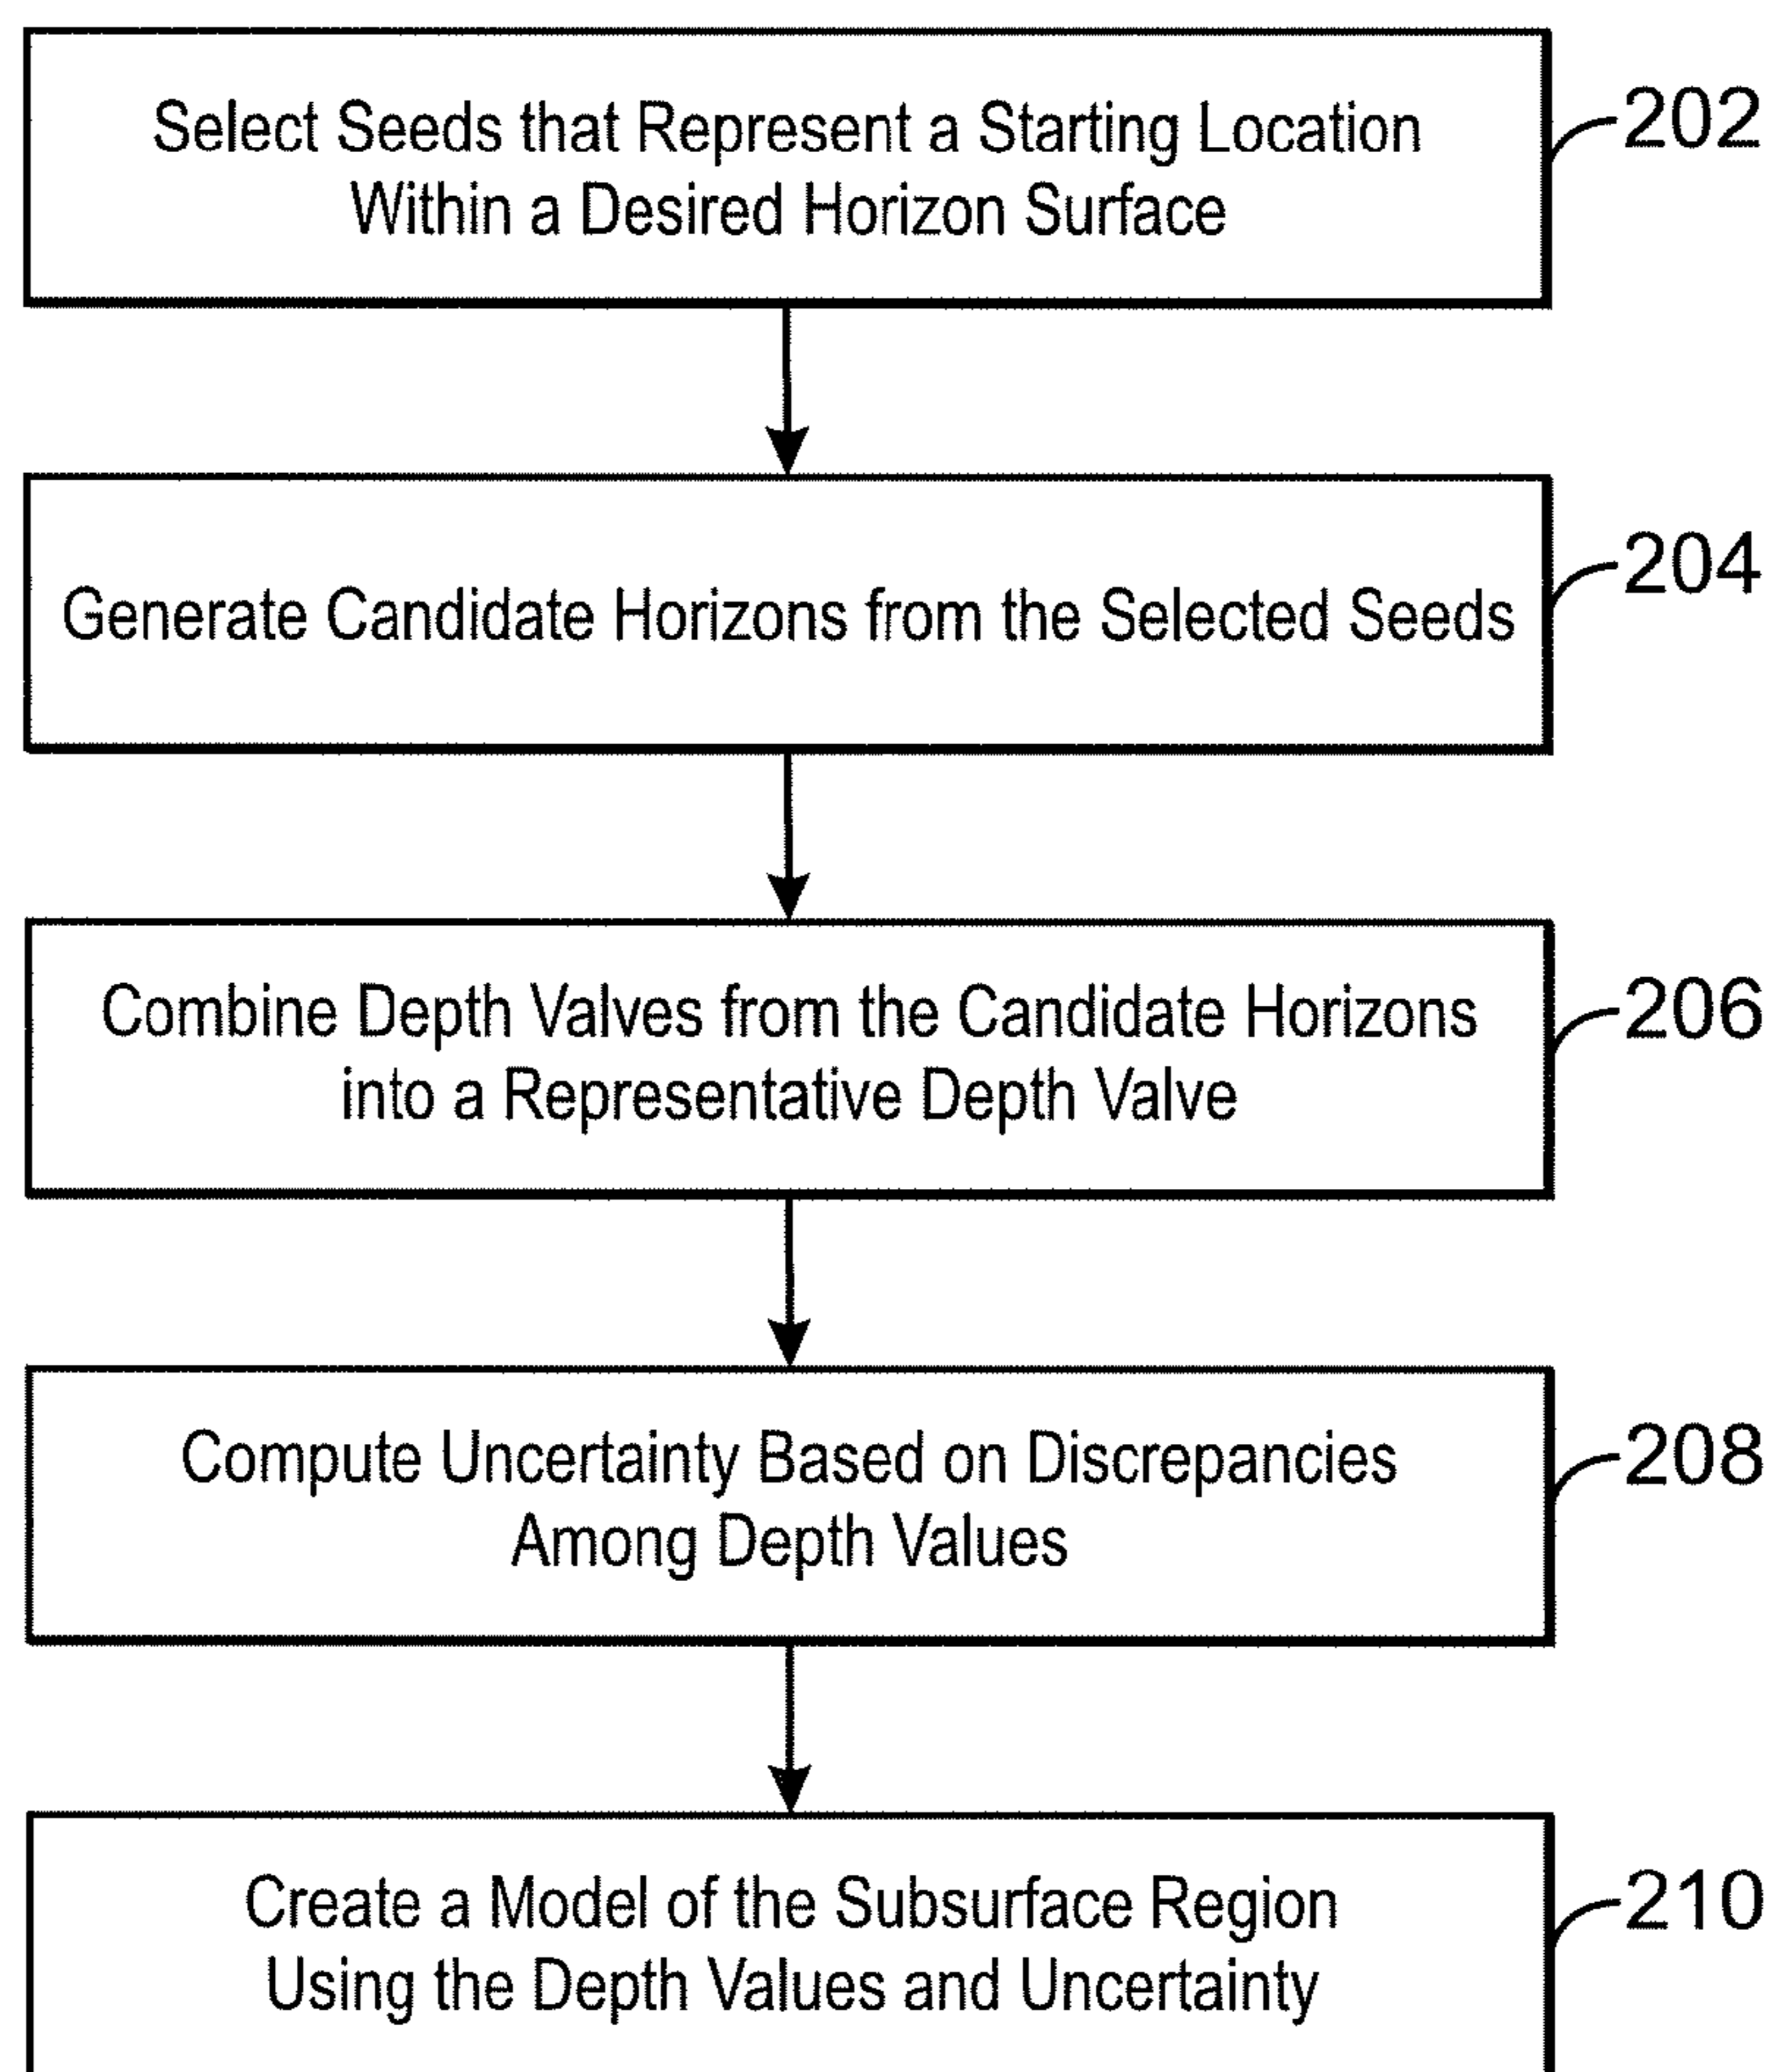 Select Seeds that Represent a Starting Location
Within a Desired Horizon Surface
202
Generate Candidate Horizons from the Selected Seeds
204
Combine Depth Valves from the Candidate Horizons
into a Representative Depth Valve
206
Compute Uncertainty Based on Discrepancies
Among Depth Values
208
Create a Model of the Subsurface Region
Using the Depth Values and Uncertainty
210